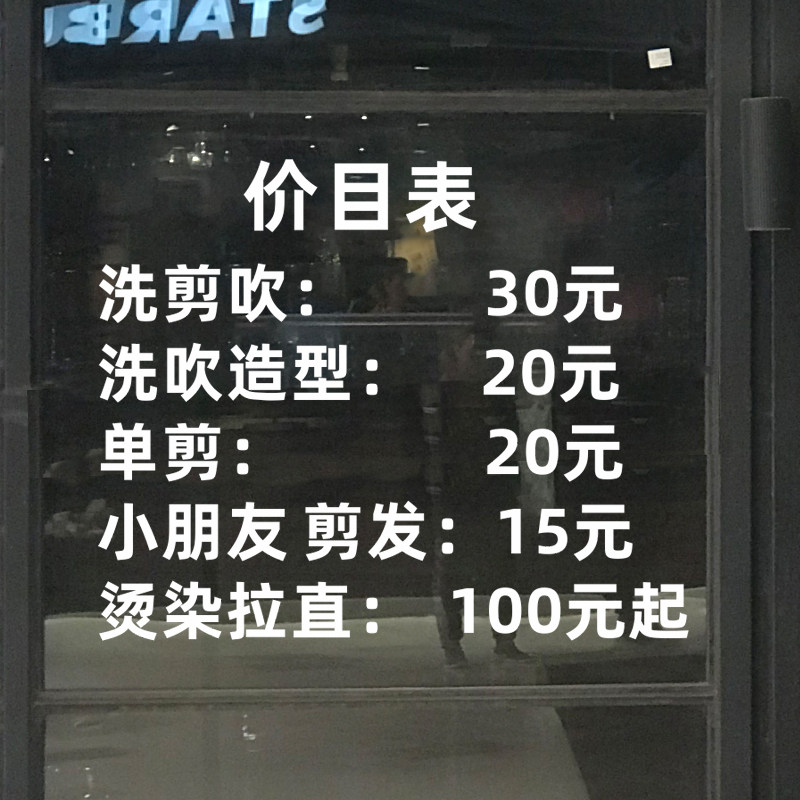 STARBU
价目表
洗剪吹： 30元
洗吹造型： 20元
单剪： 20元
小朋友 剪发：15元
烫染拉直： 100元起